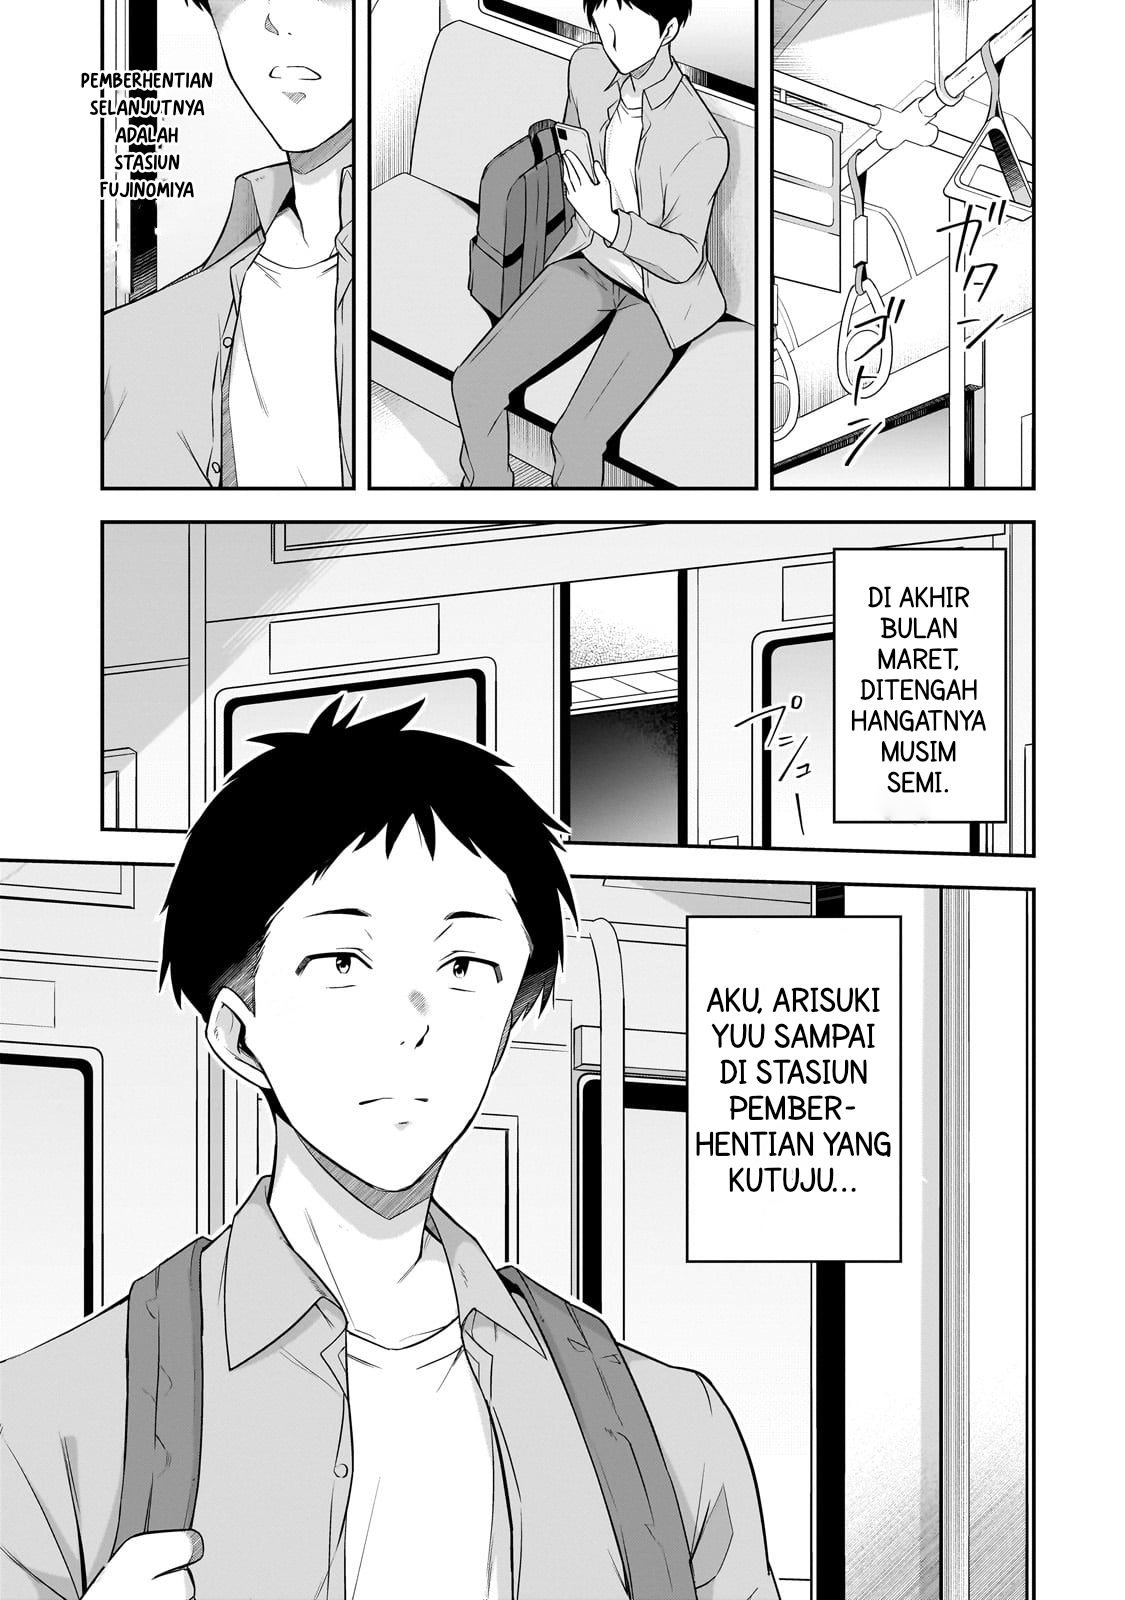 ガタン
ゴトン
PEMBERHENTIAN
SELANJUTNYA
ADALAH
STASIUN
FUJINOMIYA
DI AKHIR
BULAN
MARET,
DITENGAH
HANGATNYA
MUSIM
SEMI.
プシュー
AKU, ARISUKI
YUU SAMPAI
DI STASIUN
PEMBER-
HENTIAN YANG
KUTUJU...